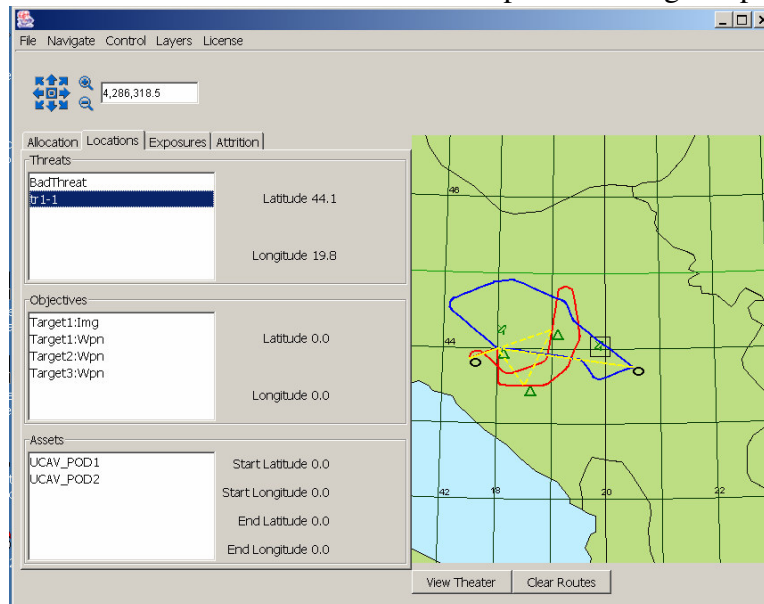 File Navigate Control Layers License
4,286,318.5
Allocation Locations Exposures Attrition
Threats
BadThreat
tr1-1
Latitude 44.1
Longitude 19.8
Objectives
Target1:Img
Target1:Wpn
Target2:Wpn
Target3:Wpn
Latitude 0.0
Longitude 0.0
Assets
UCAV_POD1
UCAV_POD2
Start Latitude 0.0
Start Longitude 0.0
End Latitude 0.0
End Longitude 0.0
46
44
42 18 20 22
View Theater Clear Routes